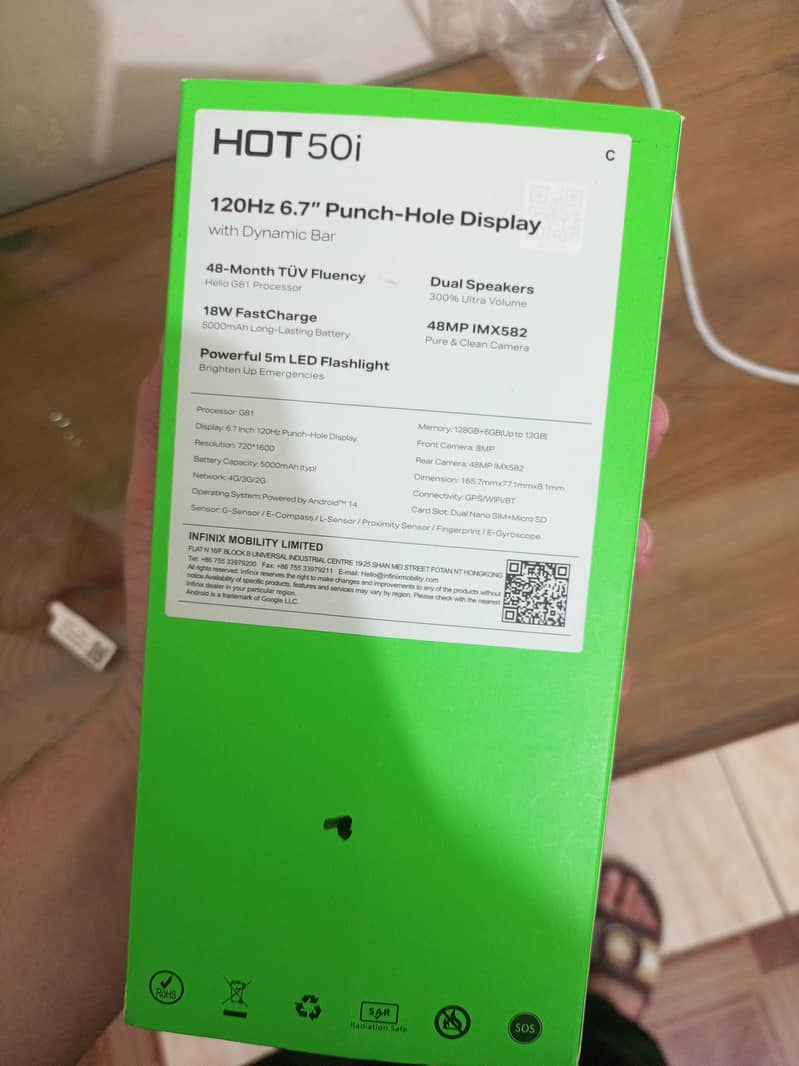 HOT 50i
C
120Hz 6.7" Punch-Hole Display
with Dynamic Bar
48-Month TÜV Fluency
Helio G81 Processor
Dual Speakers
300% Ultra Volume
18W FastCharge
5000mAh Long-Lasting Battery
48MP IMX582
Pure & Clean Camera
Powerful 5m LED Flashlight
Brighten Up Emergencies
Processor: G81
Display: 6.7 Inch 120Hz Punch-Hole Display
Resolution: 720*1600
Battery Capacity: 5000mAh (typ)
Network: 4G/3G/2G
Operating System: Powered by Android™ 14
Sensor: G-Sensor / E-Compass / L-Sensor / Proximity Sensor / Fingerprint / E-Gyroscope
Memory: 128GB+6GB(Up to 12GB)
Front Camera: 8MP
Rear Camera: 48MP IMX582
Dimension: 165.7mmx77.1mmx8.1mm
Connectivity: GPS/WIFI/BT
Card Slot: Dual Nano SIM+Micro SD
INFINIX MOBILITY LIMITED
FLAT N 16/F BLOCK B UNIVERSAL INDUSTRIAL CENTRE 19-25 SHAN MEI STREET FOTAN NT HONGKONG
Tel: +86 755 33979200 Fax: +86 755 33979211 E-mail: Hello@infinixmobility.com
All rights reserved. Infinix reserves the right to make changes and improvements to any of the products without
notice.Availability of specific products, features and services may vary by region. Please check with the nearest
Infinix dealer in your particular region.
Android is a trademark of Google LLC.
RoHS
SAR
Radiation Safe
SOS